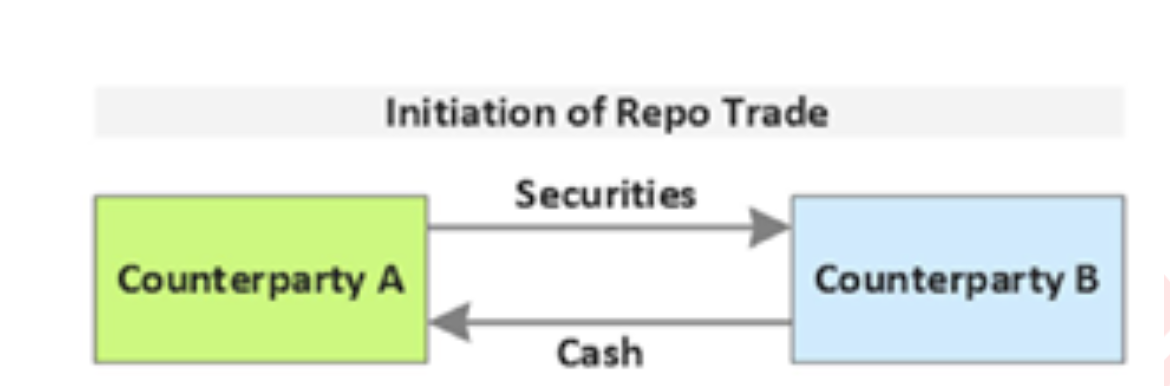 Initiation of Repo Trade
Securities
Counterparty A
Counterparty B
Cash